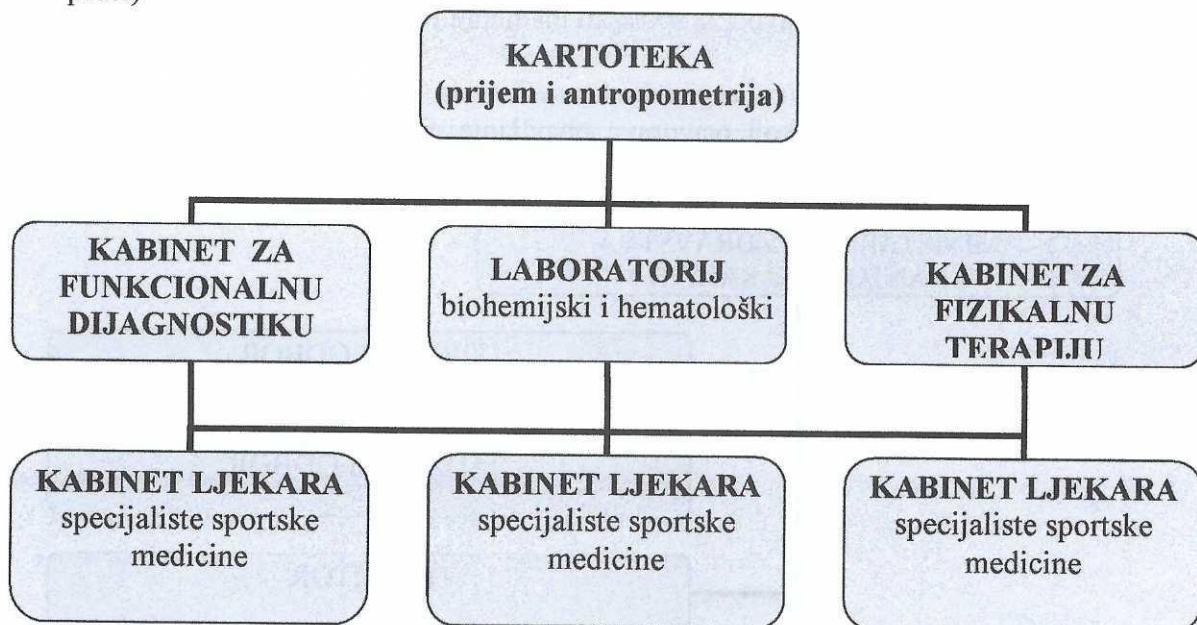 KARTOTEKA
(prijem i antropometrija)
KABINET ZA
FUNKCIONALNU
DIJAGNOSTIKU
LABORATORIJ
biohemijski i hematološki
KABINET ZA
FIZIKALNU
TERAPIJU
KABINET LJEKARA
specijaliste sportske
medicine
KABINET LJEKARA
specijaliste sportske
medicine
KABINET LJEKARA
specijaliste sportske
medicine